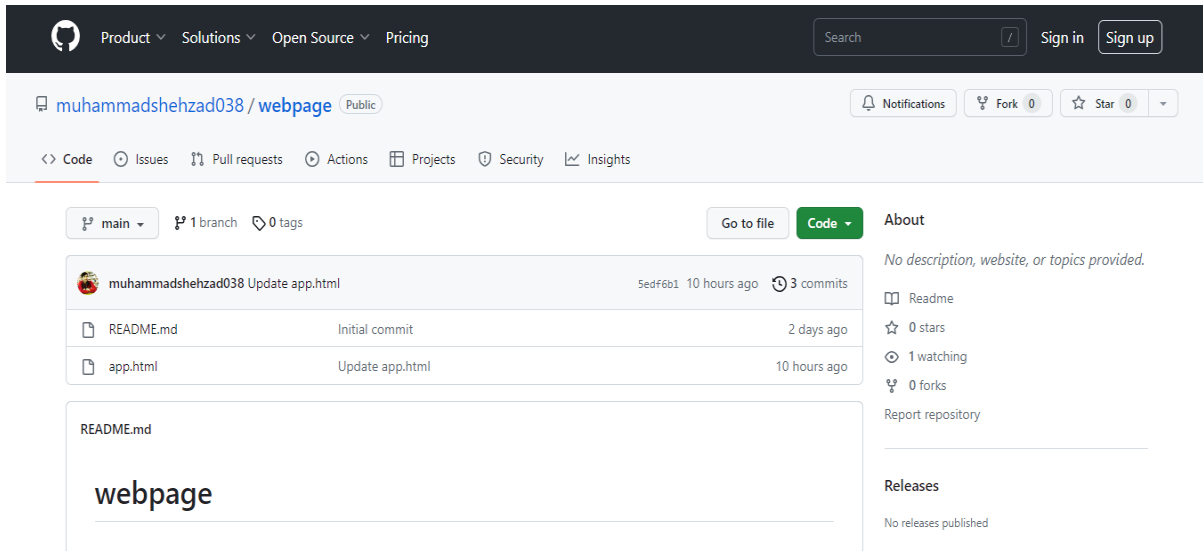 Product Solutions Open Source Pricing Search / Sign in Sign up
muhammadshehzad038 / webpage Public Notifications Fork 0 Star 0
Code Issues Pull requests Actions Projects Security Insights
main 1 branch 0 tags Go to file Code
muhammadshehzad038 Update app.html 5edf6b1 10 hours ago 3 commits
README.md Initial commit 2 days ago
app.html Update app.html 10 hours ago
README.md
webpage
About
No description, website, or topics provided.
Readme
0 stars
1 watching
0 forks
Report repository
Releases
No releases published